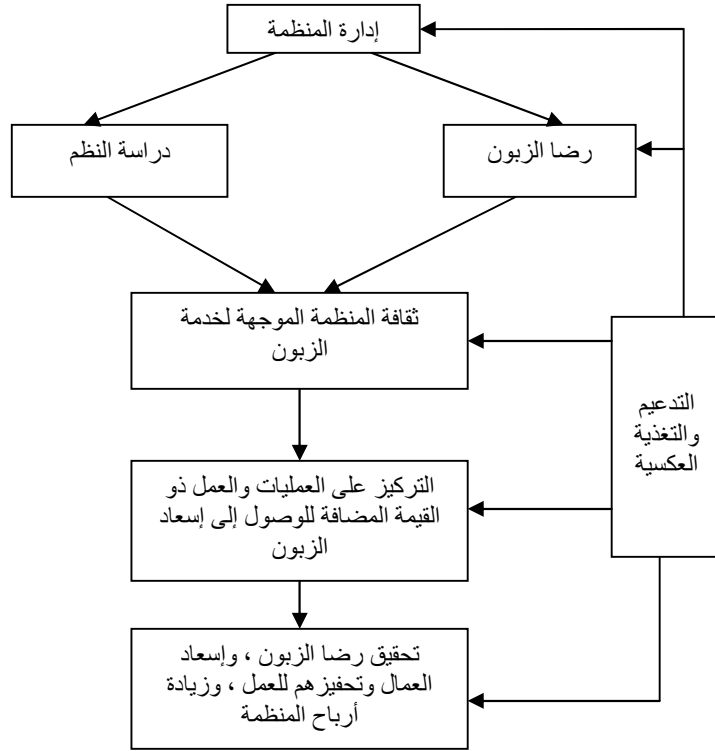 إدارة المنظمة
رضا الزبون
دراسة النظم
ثقافة المنظمة الموجهة لخدمة
الزبون
التدعيم
والتغذية
العكسية
التركيز على العمليات والعمل ذو
القيمة المضافة للوصول إلى إسعاد
الزبون
تحقيق رضا الزبون ، وإسعاد
العمال وتحفيزهم للعمل ، وزيادة
أرباح المنظمة